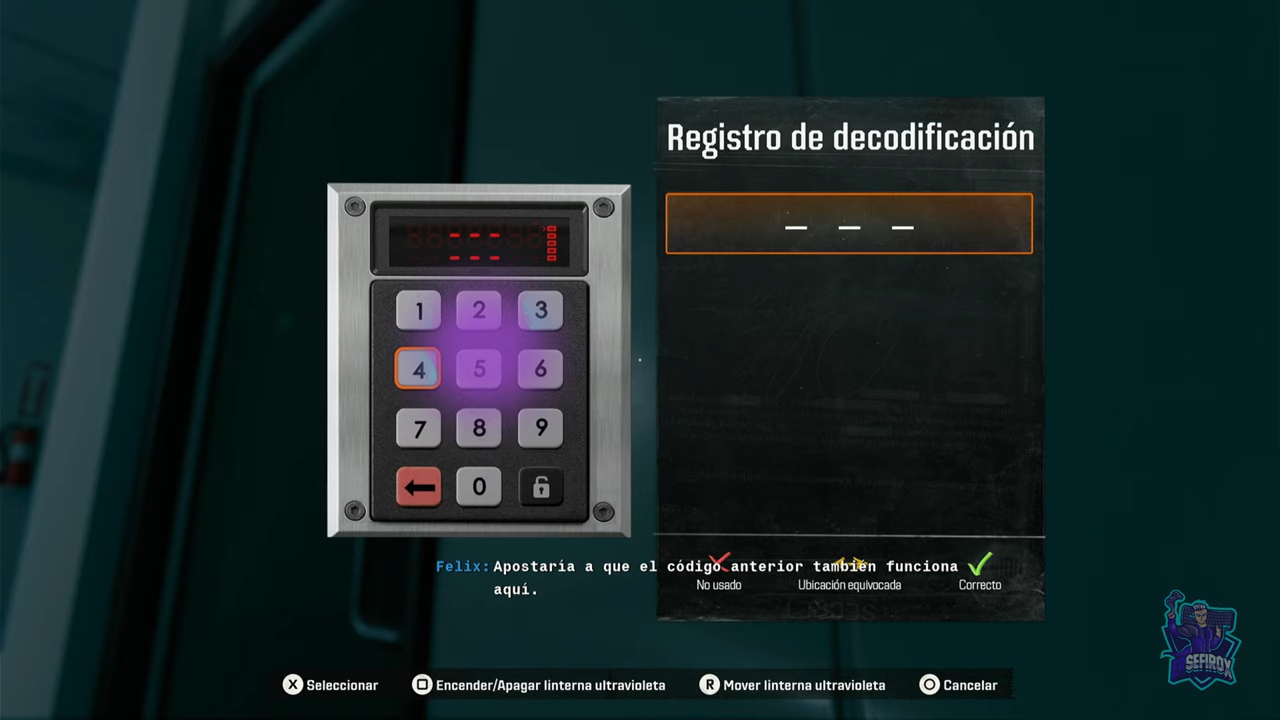 Registro de decodificación
1 2 3
4 5 6
7 8 9
0
Felix: Apostaría a que el código anterior también funciona
aquí.
No usado Ubicación equivocada Correcto
X Seleccionar Encender/Apagar linterna ultravioleta R Mover linterna ultravioleta Cancelar
SEFIROX